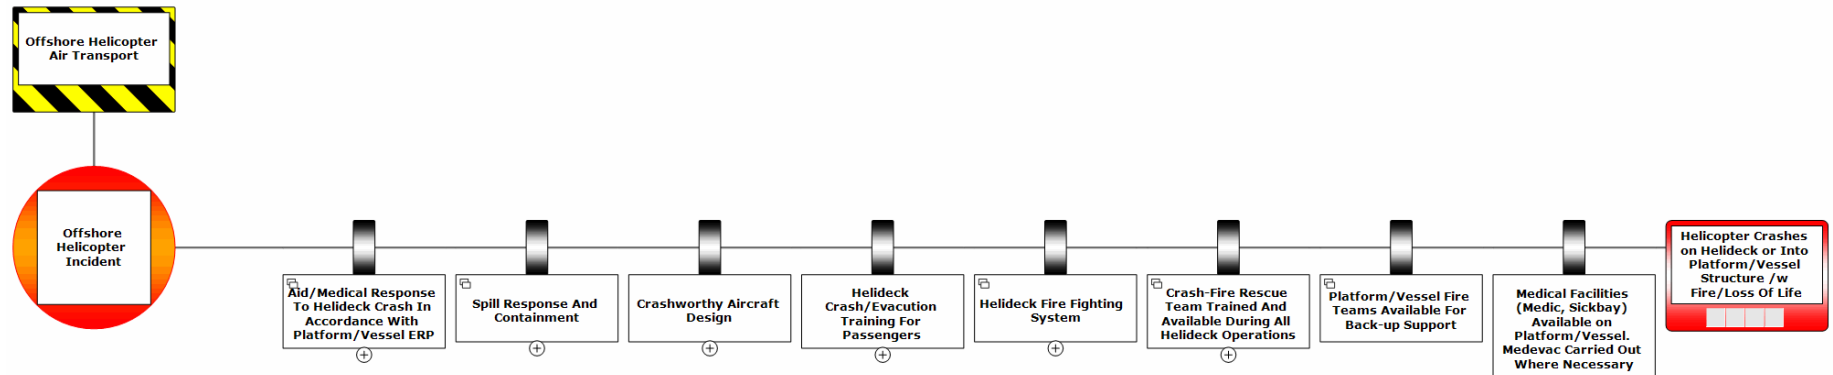 Offshore Helicopter
Air Transport
Offshore
Helicopter
Incident
Aid/Medical Response
To Helideck Crash In
Accordance With
Platform/Vessel ERP
Spill Response And
Containment
Crashworthy Aircraft
Design
Helideck
Crash/Evacution
Training For
Passengers
Helideck Fire Fighting
System
Crash-Fire Rescue
Team Trained And
Available During All
Helideck Operations
Platform/Vessel Fire
Teams Available For
Back-up Support
Medical Facilities
(Medic, Sickbay)
Available on
Platform/Vessel.
Medevac Carried Out
Where Necessary
Helicopter Crashes
on Helideck or Into
Platform/Vessel
Structure /w
Fire/Loss Of Life